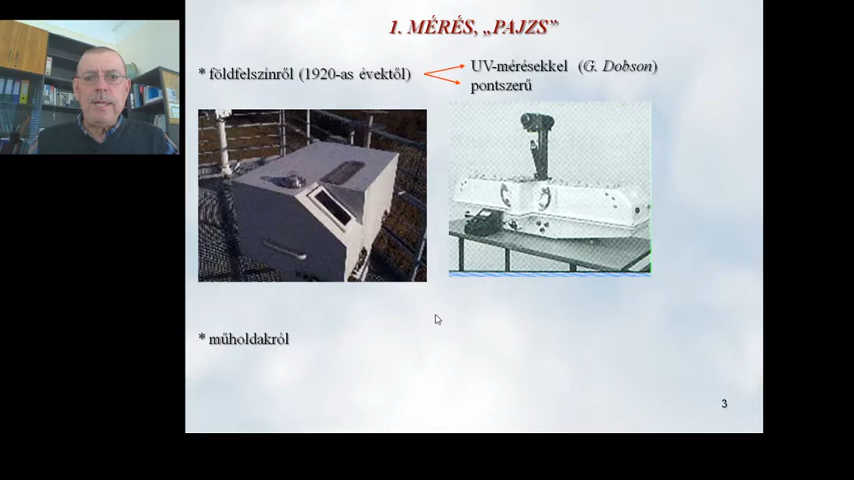 1. MÉRÉS, „PAJZS”
* földfelszínről (1920-as évektől)
UV-mérésekkel (G. Dobson)
pontszerű
* műholdakról
3